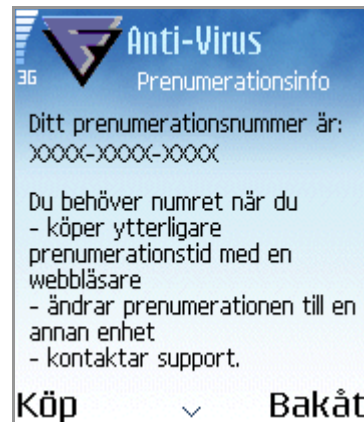 Anti-Virus
3G
Prenumerationsinfo
Ditt prenumerationsnummer är:
XXXX-XXXX-XXXX
Du behöver numret när du
- köper ytterligare
prenumerationstid med en
webbläsare
- ändrar prenumerationen till en
annan enhet
- kontaktar support.
Köp
Bakåt